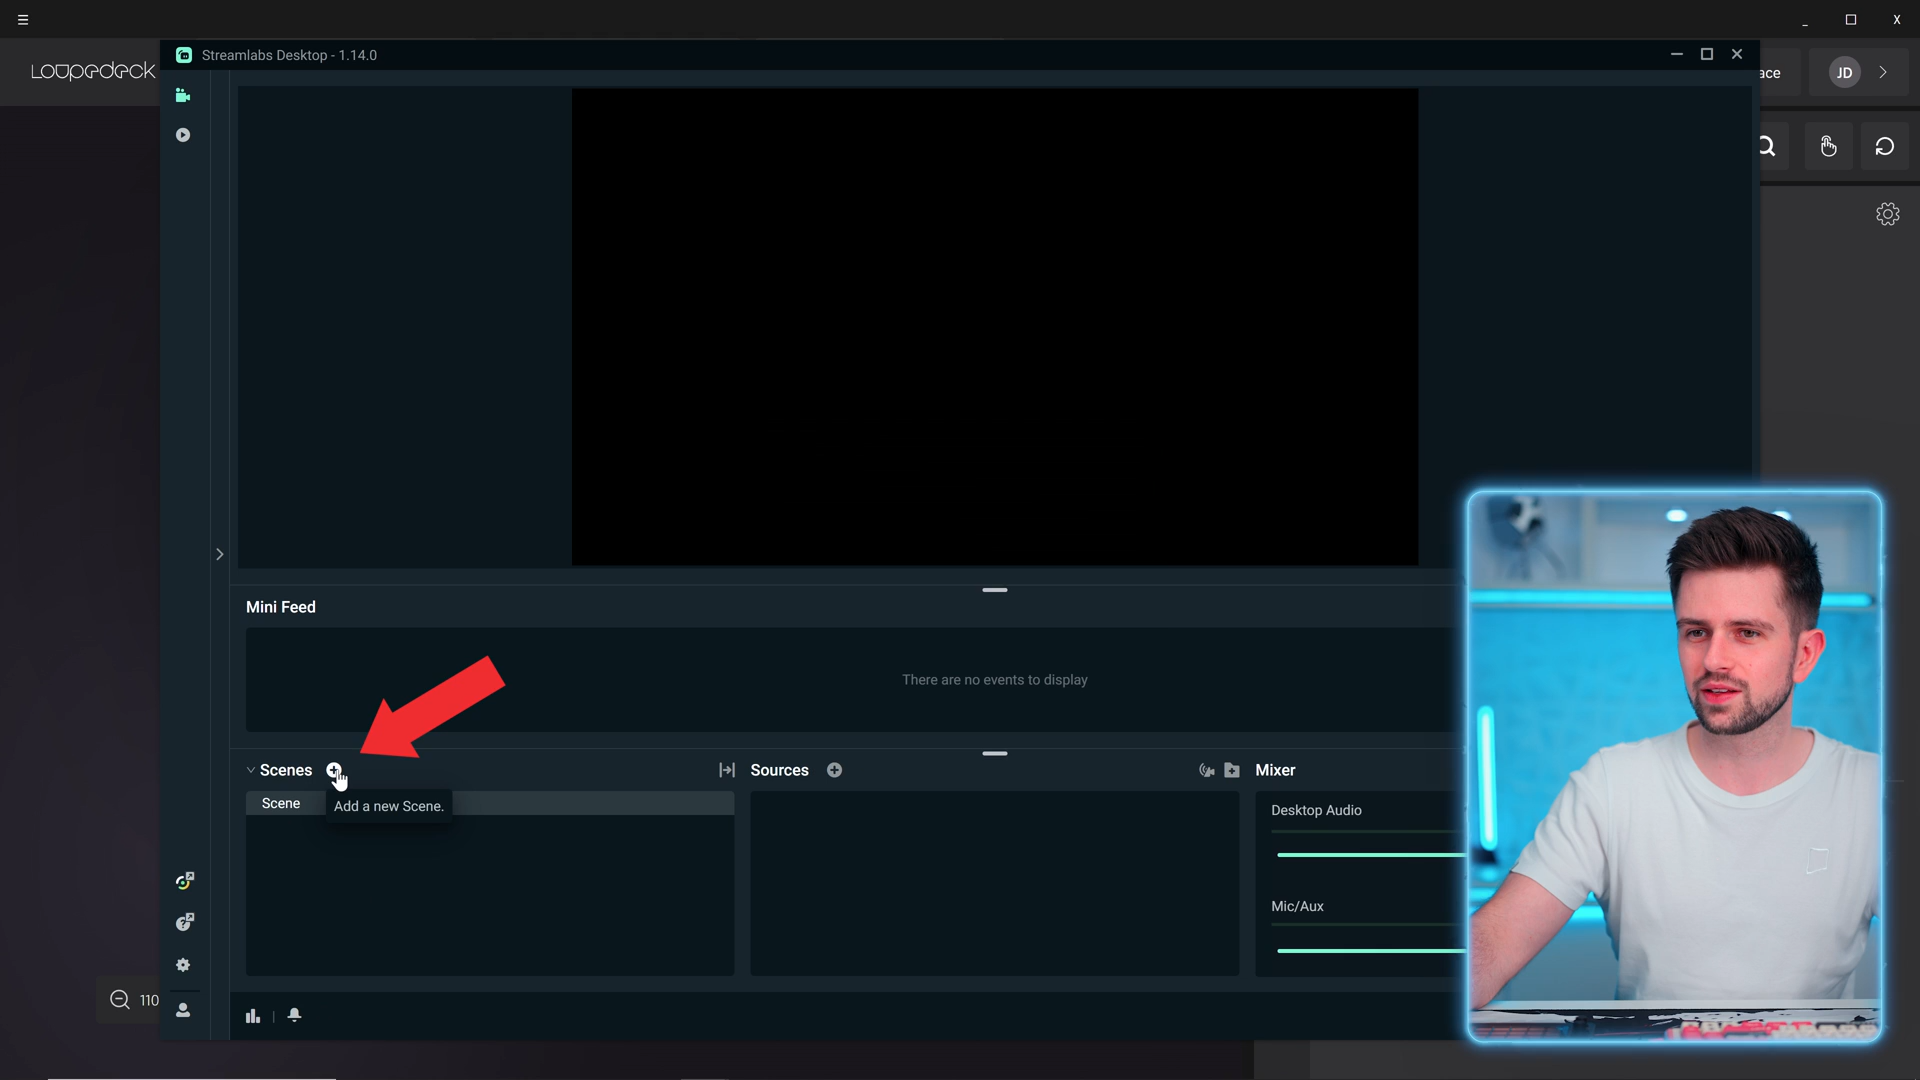 Streamlabs Desktop - 1.14.0
Loupedeck
ace
JD
Mini Feed
There are no events to display
Scenes
Sources
Mixer
Scene
Add a new Scene.
Desktop Audio
Mic/Aux
110